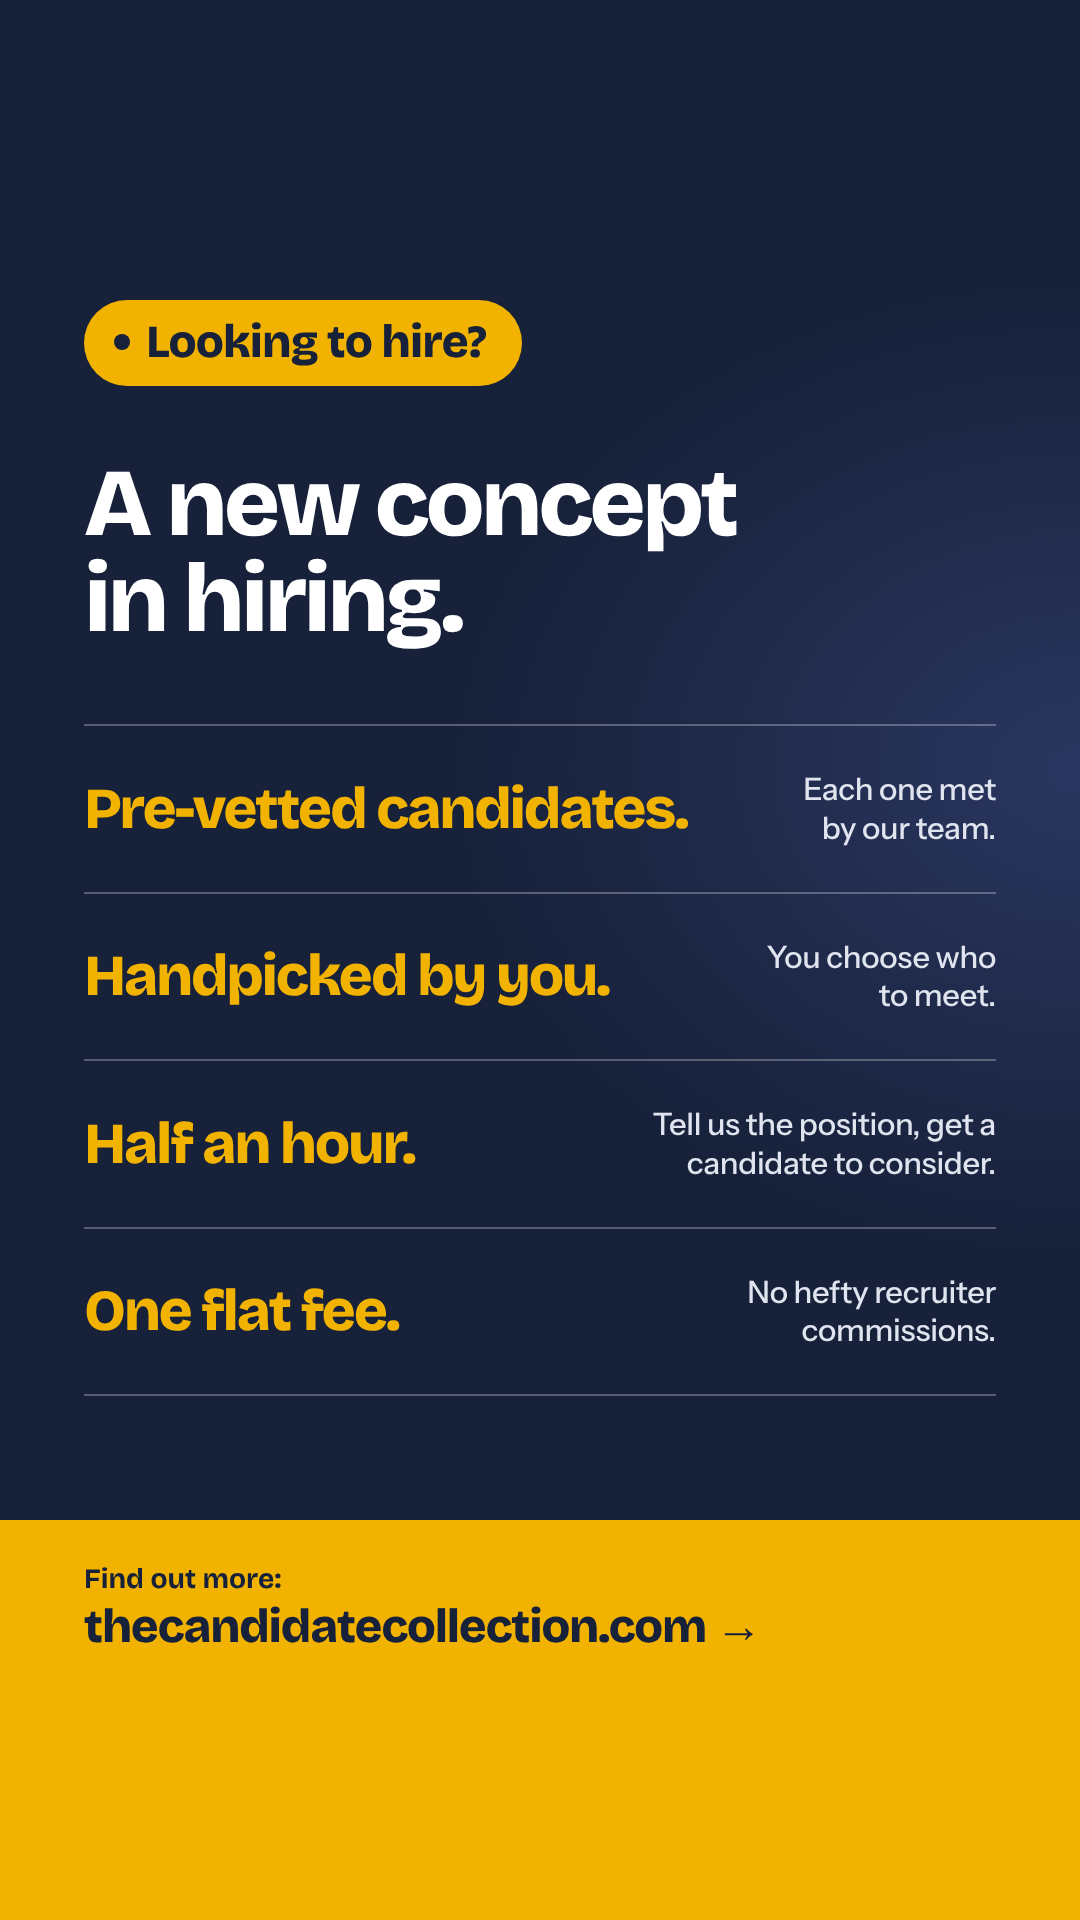 Looking to hire?
A new concept
in hiring.
Pre-vetted candidates.
Each one met
by our team.
Handpicked by you.
You choose who
to meet.
Half an hour.
Tell us the position, get a
candidate to consider.
One flat fee.
No hefty recruiter
commissions.
Find out more:
thecandidatecollection.com →